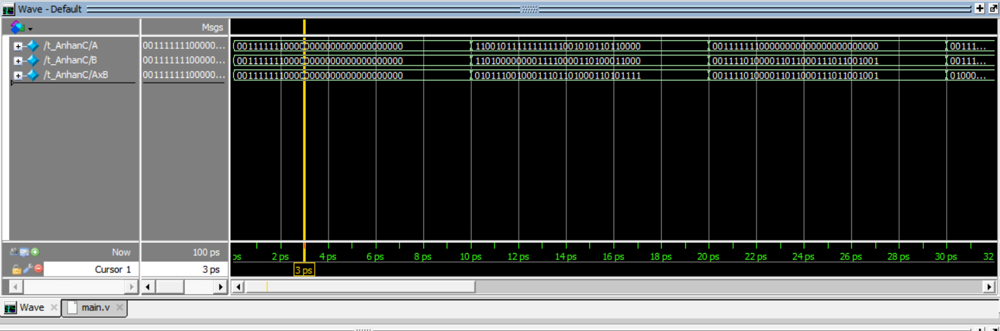 Wave - Default
Msgs
/t_AnhanC/A 00111111100000... 00111111100000000000000000000000 11001011111111111001010110110000 00111111100000000000000000000000 00111...
/t_AnhanC/B 00111111100000... 00111111100000000000000000000000 11010000000011110000110100011000 00111101000011011000111011001001 00111...
/t_AnhanC/AxB 00111111100000... 00111111100000000000000000000000 01011100100011101101000110101111 00111101000011011000111011001001 01000...
Now 100 ps ps 2 ps 4 ps 6 ps 8 ps 10 ps 12 ps 14 ps 16 ps 18 ps 20 ps 22 ps 24 ps 26 ps 28 ps 30 ps 32
Cursor 1 3 ps 3 ps
Wave main.v